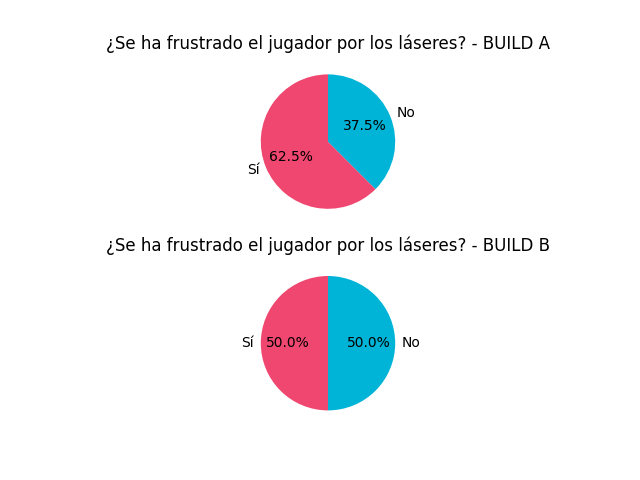 ¿Se ha frustrado el jugador por los láseres? - BUILD A
No
37.5%
62.5%
Sí
¿Se ha frustrado el jugador por los láseres? - BUILD B
Sí 50.0% 50.0% No